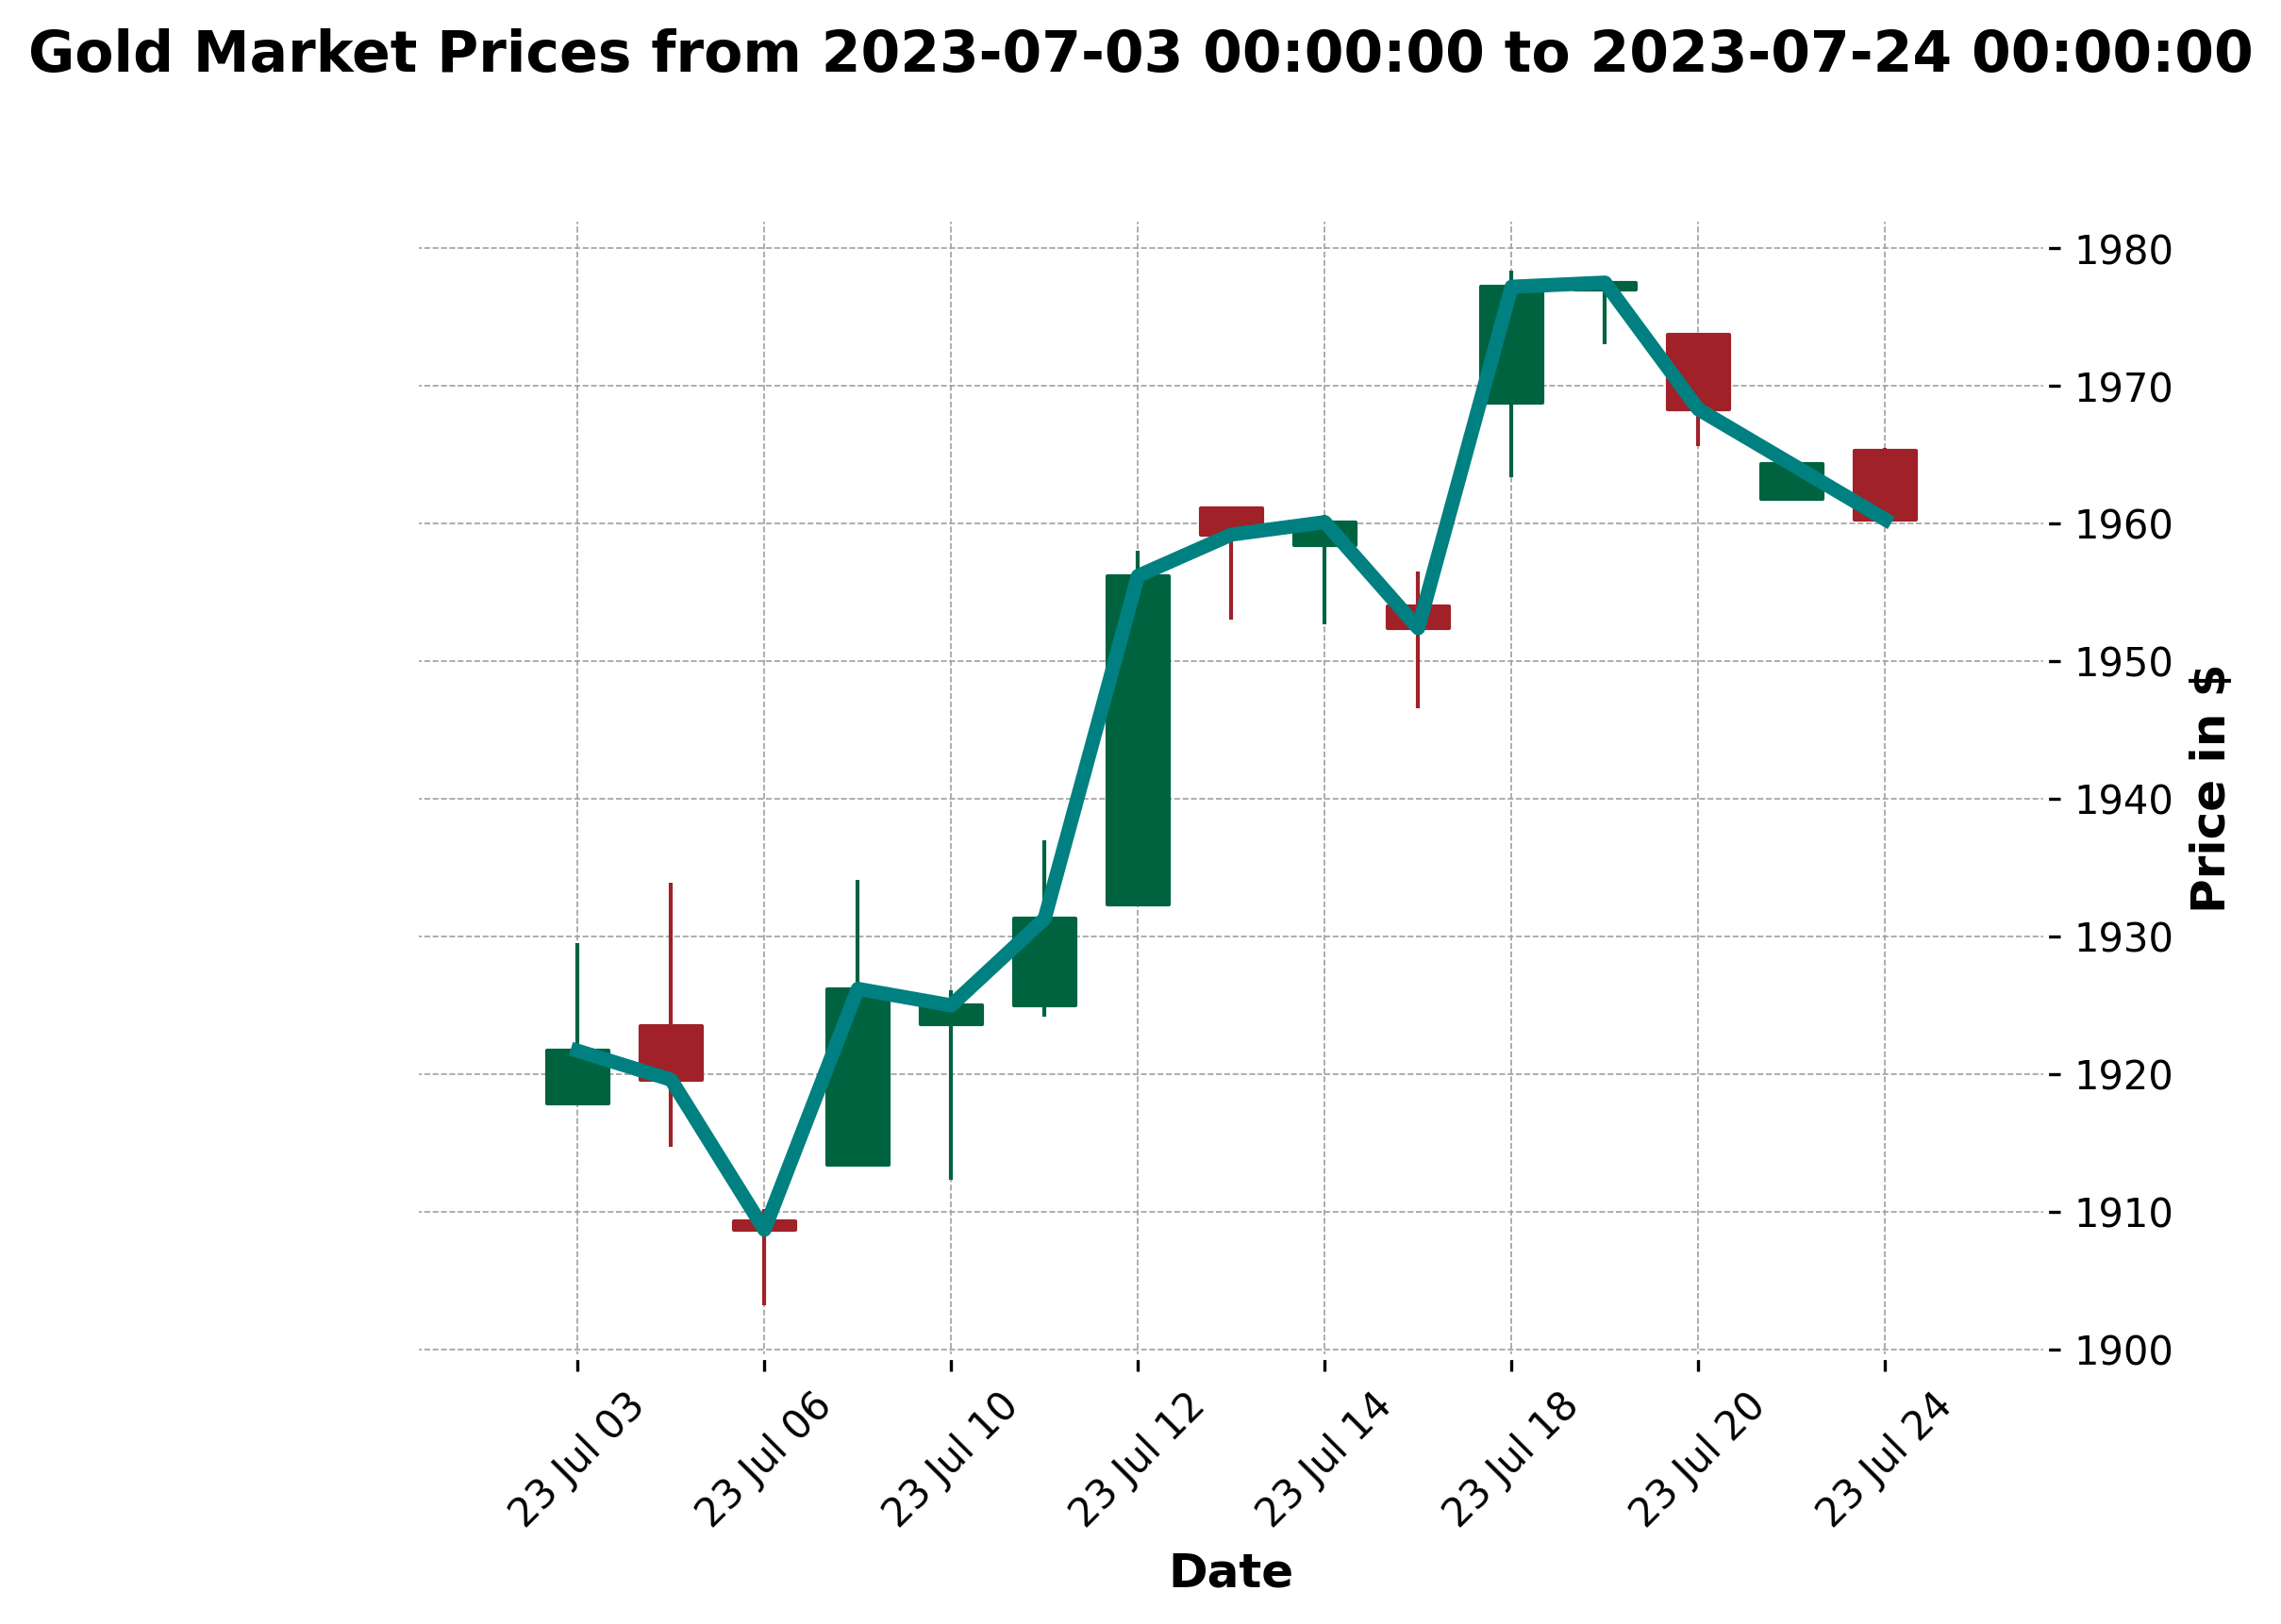 Gold Market Prices from 2023-07-03 00:00:00 to 2023-07-24 00:00:00
1980
1970
1960
1950
1940
1930
1920
1910
1900
Price in $
23 Jul 03
23 Jul 06
23 Jul 10
23 Jul 12
23 Jul 14
23 Jul 18
23 Jul 20
23 Jul 24
Date